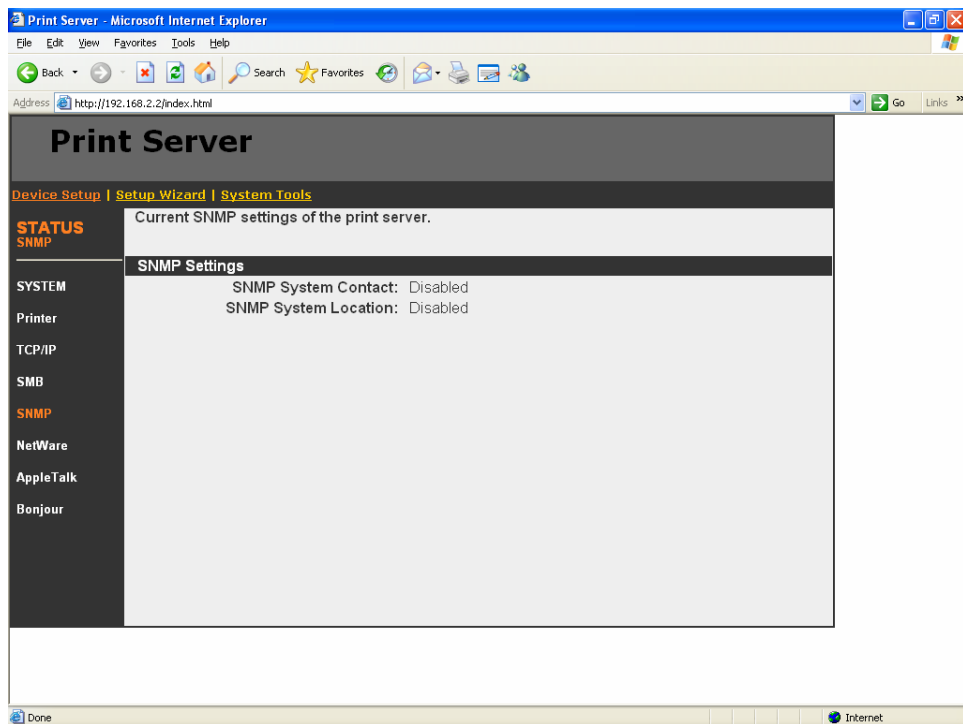 Print Server - Microsoft Internet Explorer
File Edit View Favorites Tools Help
Back Search Favorites
Address http://192.168.2.2/index.html Go Links »
Print Server
Device Setup | Setup Wizard | System Tools
STATUS
SNMP
Current SNMP settings of the print server.
SNMP Settings
SNMP System Contact: Disabled
SNMP System Location: Disabled
SYSTEM
Printer
TCP/IP
SMB
SNMP
NetWare
AppleTalk
Bonjour
Done Internet